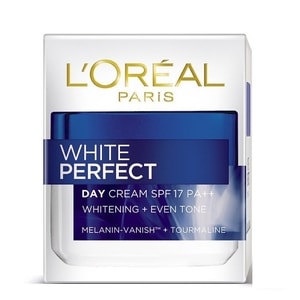 L'ORÉAL
PARIS
WHITE
PERFECT
DAY CREAM SPF 17 PA++
WHITENING + EVEN TONE
MELANIN-VANISH™ + TOURMALINE